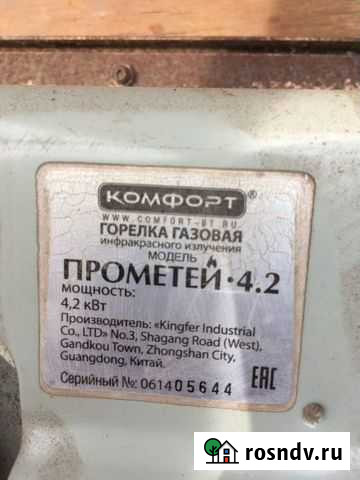 КОМФОРТ®
WWW.COMFORT-BT.RU
ГОРЕЛКА ГАЗОВАЯ
инфракрасного излучения
МОДЕЛЬ
ПРОМЕТЕЙ·4.2
мощность:
4,2 кВт
Производитель: «Kingfer Industrial
Co., LTD» No.3, Shagang Road (West),
Gandkou Town, Zhongshan City,
Guangdong, Китай.
Серийный №: 061405644
ЕАС
rosndv.ru